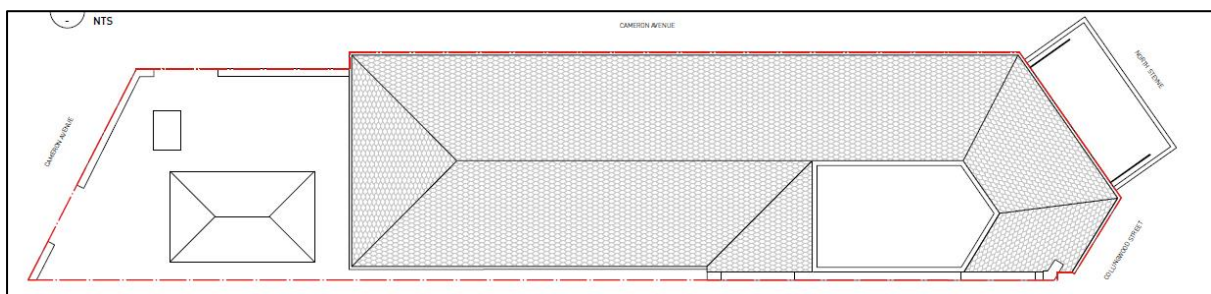 - NTS
CAMERON AVENUE
NORTH STEYNE
CAMERON AVENUE
COLLINGWOOD STREET